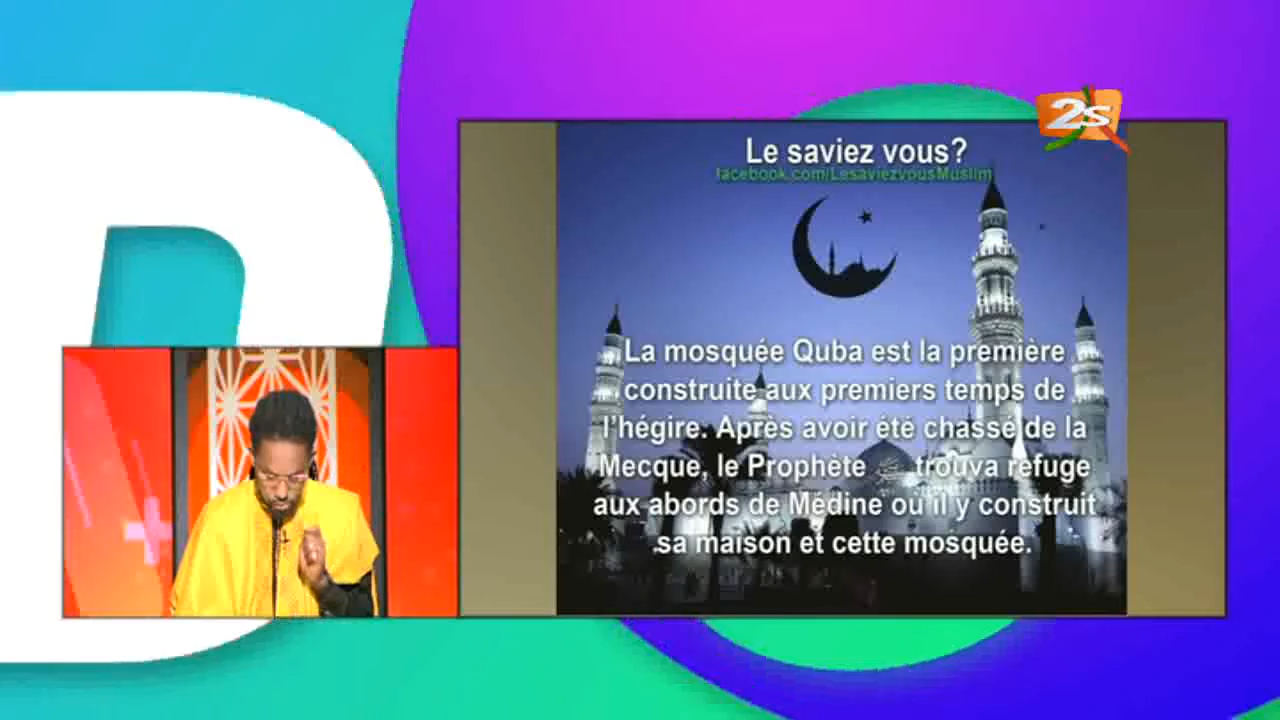 2s
Le saviez vous?
facebook.com/LesaviezvousMuslim
La mosquée Quba est la première
construite aux premiers temps de
l'hégire. Après avoir été chassé de la
Mecque, le Prophète trouva refuge
aux abords de Médine ou il y construit
.sa maison et cette mosquée.